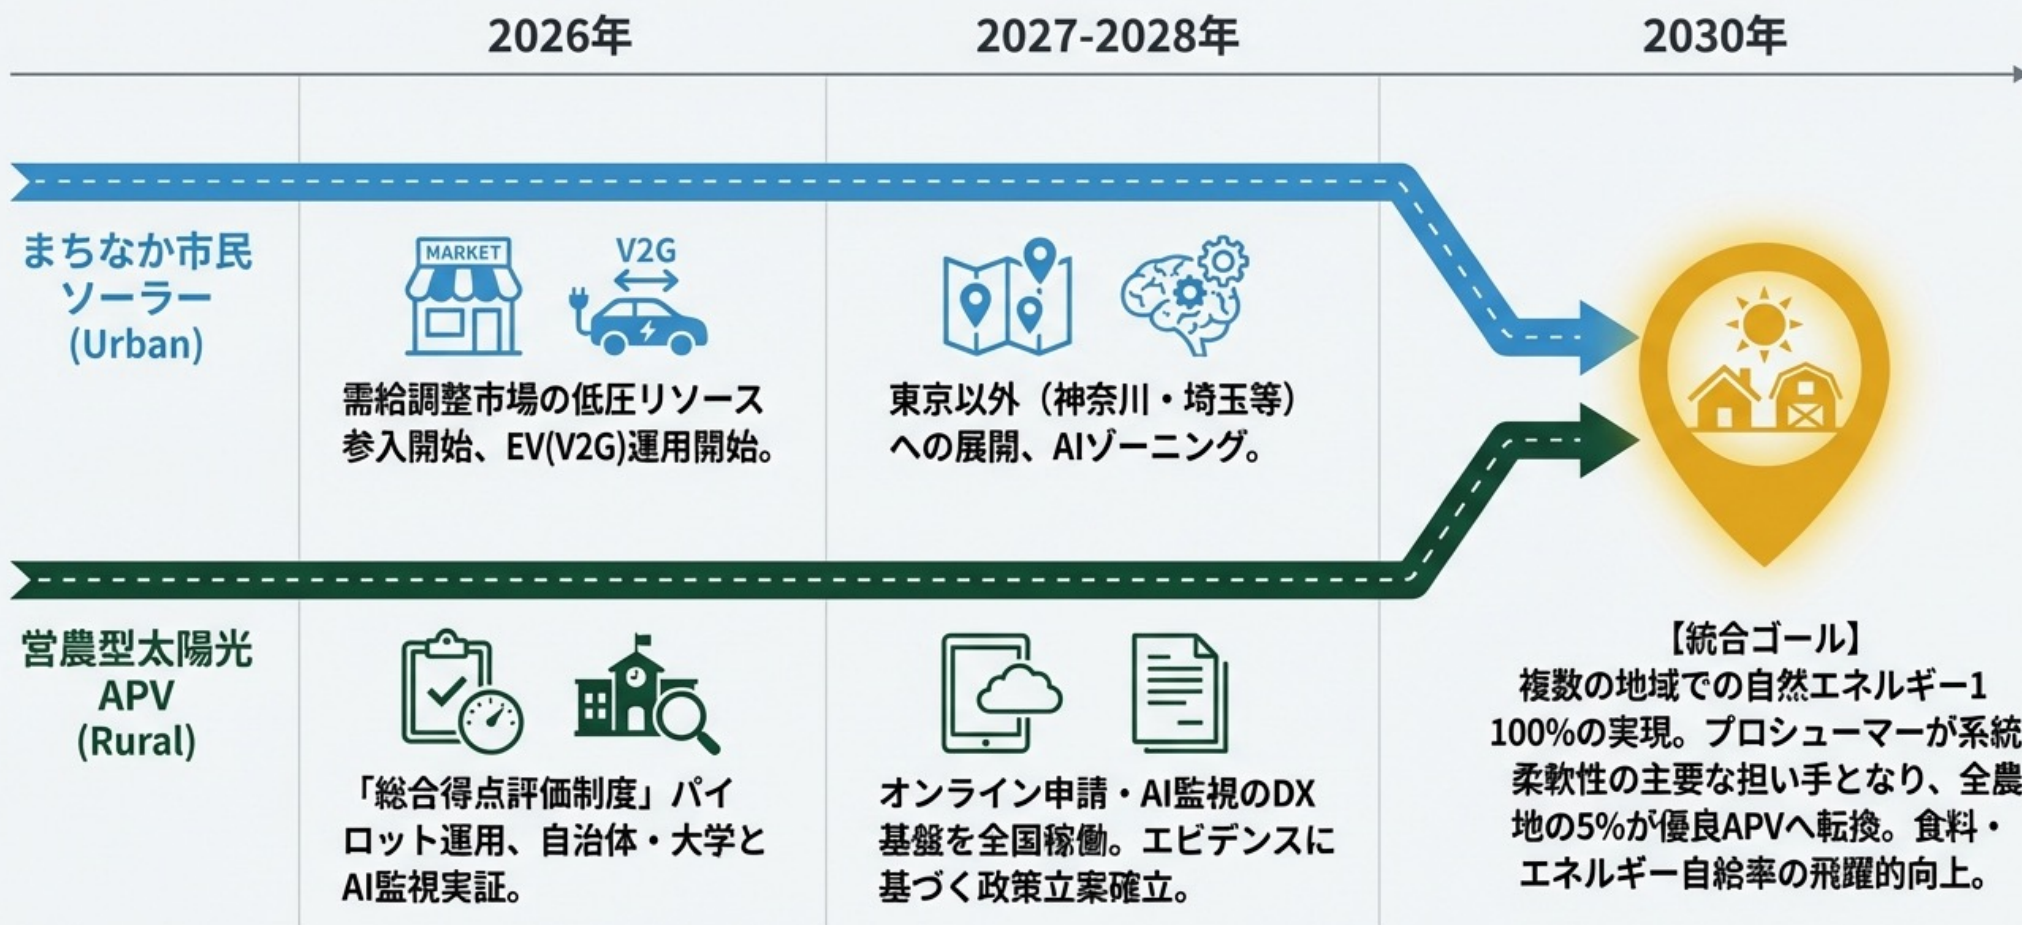 2026年
2027-2028年
2030年
まちなか市民
ソーラー
(Urban)
MARKET
V2G
需給調整市場の低圧リソース
参入開始、EV(V2G)運用開始。
東京以外（神奈川・埼玉等）
への展開、AIゾーニング。
営農型太陽光
APV
(Rural)
「総合得点評価制度」パイ
ロット運用、自治体・大学と
AI監視実証。
オンライン申請・AI監視のDX
基盤を全国稼働。エビデンスに
基づく政策立案確立。
【統合ゴール】
複数の地域での自然エネルギー1
100%の実現。プロシューマーが系統
柔軟性の主要な担い手となり、全農
地の5%が優良APVへ転換。食料・
エネルギー自給率の飛躍的向上。